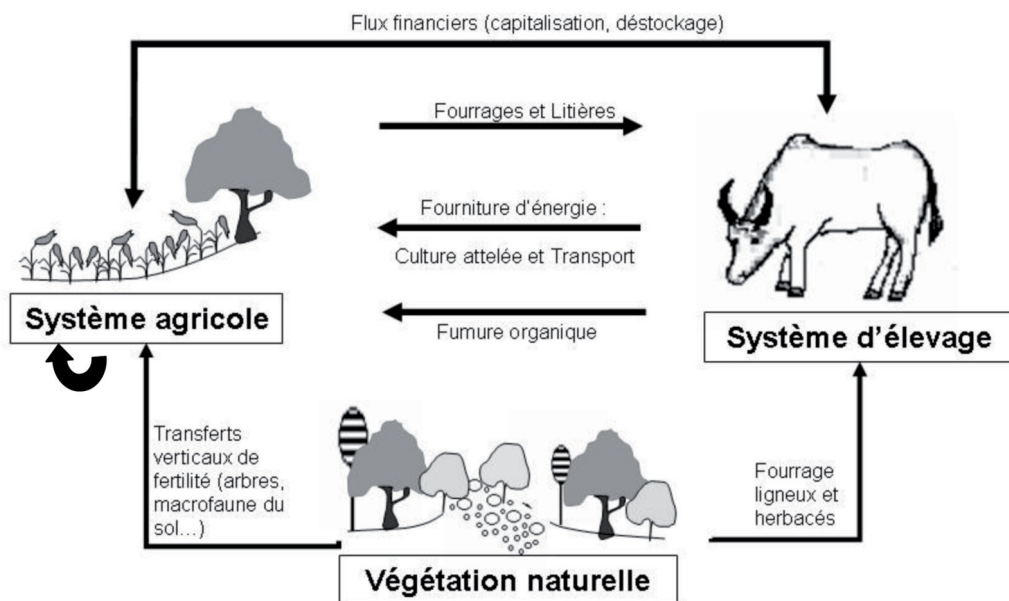 Flux financiers (capitalisation, déstockage)
Fourrages et Litières
Fourniture d'énergie :
Culture attelée et Transport
Fumure organique
Système agricole
Système d'élevage
Transferts
verticaux de
fertilité (arbres,
macrofaune du
sol...)
Fourrage
ligneux et
herbacés
Végétation naturelle